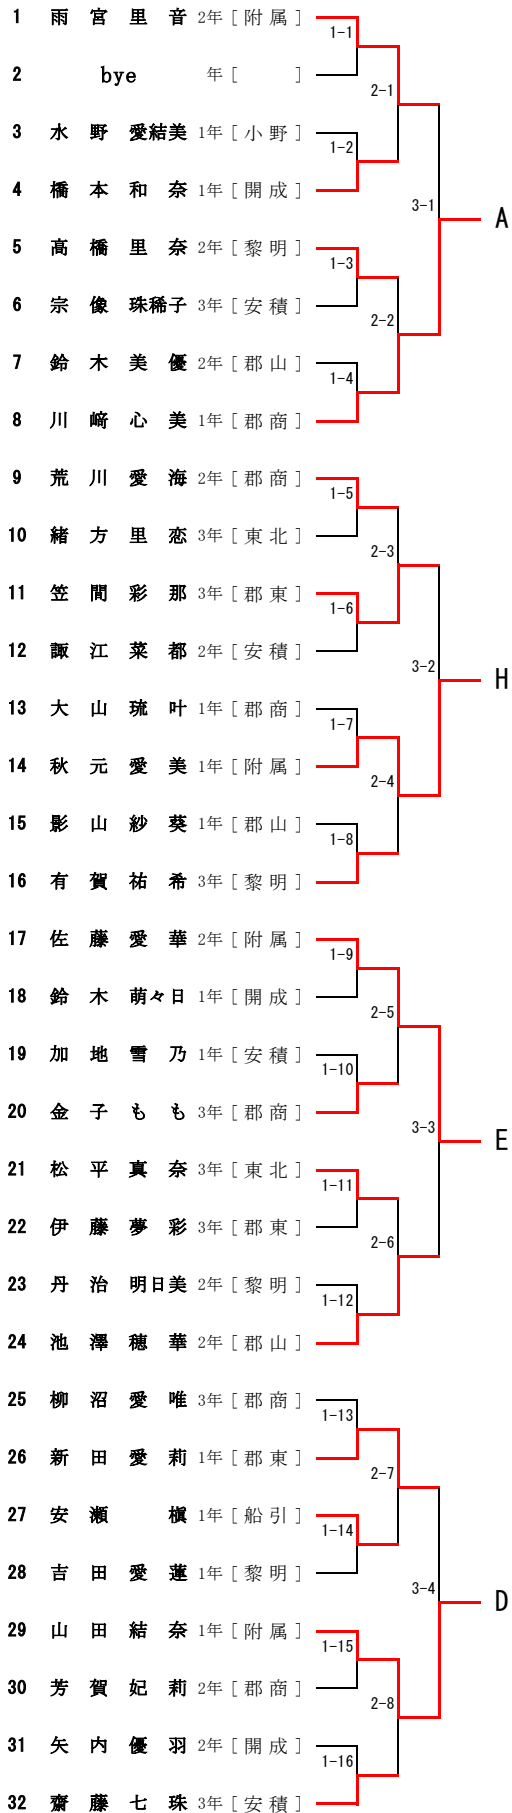 1 雨宮里音 2年 [附属]
1-1
2 bye 年 [ ]
2-1
3 水野愛結美 1年 [小野]
1-2
4 橋本和奈 1年 [開成]
3-1
A
5 高橋里奈 2年 [黎明]
1-3
6 宗像珠稀子 3年 [安積]
2-2
7 鈴木美優 2年 [郡山]
1-4
8 川﨑心美 1年 [郡商]
9 荒川愛海 2年 [郡商]
1-5
10 緒方里恋 3年 [東北]
2-3
11 笠間彩那 3年 [郡東]
1-6
12 諏江菜都 2年 [安積]
3-2
H
13 大山琉叶 1年 [郡商]
1-7
14 秋元愛美 1年 [附属]
2-4
15 影山紗葵 1年 [郡山]
1-8
16 有賀祐希 3年 [黎明]
17 佐藤愛華 2年 [附属]
1-9
18 鈴木萌々日 1年 [開成]
2-5
19 加地雪乃 1年 [安積]
1-10
20 金子もも 3年 [郡商]
3-3
E
21 松平真奈 3年 [東北]
1-11
22 伊藤夢彩 3年 [郡東]
2-6
23 丹治明日美 2年 [黎明]
1-12
24 池澤穂華 2年 [郡山]
25 柳沼愛唯 3年 [郡商]
1-13
26 新田愛莉 1年 [郡東]
2-7
27 安瀬槙 1年 [船引]
1-14
28 吉田愛蓮 1年 [黎明]
3-4
D
29 山田結奈 1年 [附属]
1-15
30 芳賀妃莉 2年 [郡商]
2-8
31 矢内優羽 2年 [開成]
1-16
32 齋藤七珠 3年 [安積]